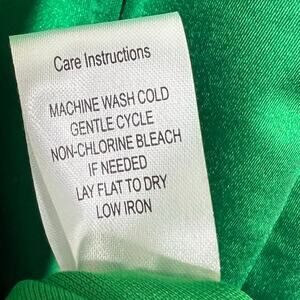 Care Instructions
MACHINE WASH COLD
GENTLE CYCLE
NON-CHLORINE BLEACH
IF NEEDED
LAY FLAT TO DRY
LOW IRON